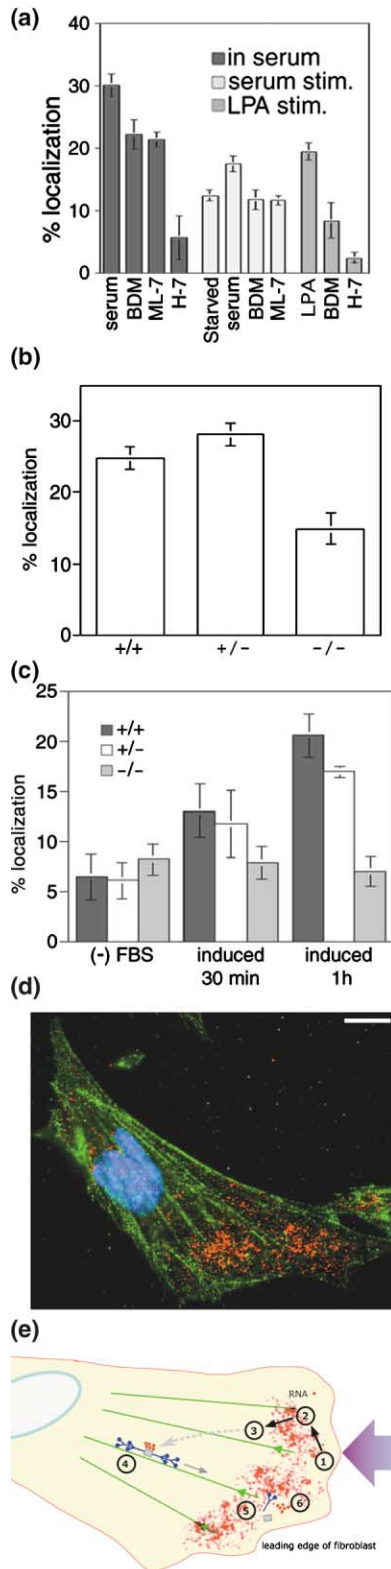 (a)
% localization
40
30
20
10
0
in serum
serum stim.
LPA stim.
serum
BDM
ML-7
H-7
Starved
serum
BDM
ML-7
LPA
BDM
H-7
(b)
% localization
30
20
10
0
+/+
+/−
−/−
(c)
% localization
25
20
15
10
5
0
+/+
+/−
−/−
(-) FBS
induced
30 min
induced
1h
(d)
(e)
RNA
2
3
1
4
5
6
leading edge of fibroblast